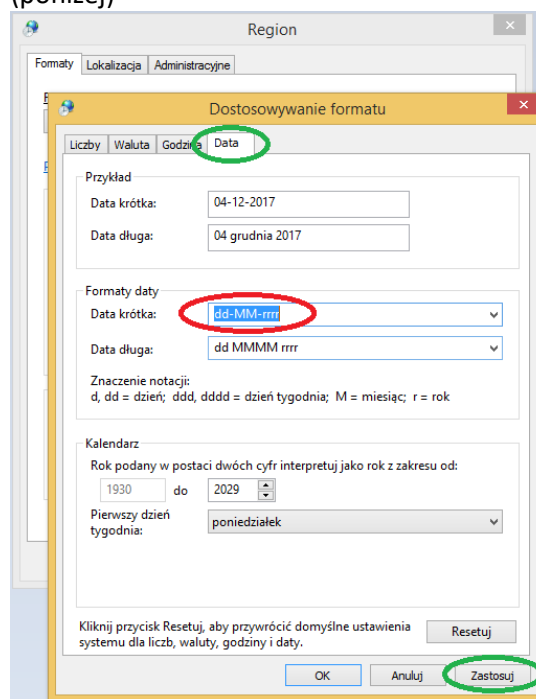 (poniżej)
Region
Formaty Lokalizacja Administracyjne
Dostosowywanie formatu
Liczby Waluta Godzina Data
Przykład
Data krótka: 04-12-2017
Data długa: 04 grudnia 2017
Formaty daty
Data krótka: dd-MM-rrrr
Data długa: dd MMMM rrrr
Znaczenie notacji:
d, dd = dzień; ddd, dddd = dzień tygodnia; M = miesiąc; r = rok
Kalendarz
Rok podany w postaci dwóch cyfr interpretuj jako rok z zakresu od:
1930 do 2029
Pierwszy dzień
tygodnia: poniedziałek
Kliknij przycisk Resetuj, aby przywrócić domyślne ustawienia
systemu dla liczb, waluty, godziny i daty. Resetuj
OK Anuluj Zastosuj